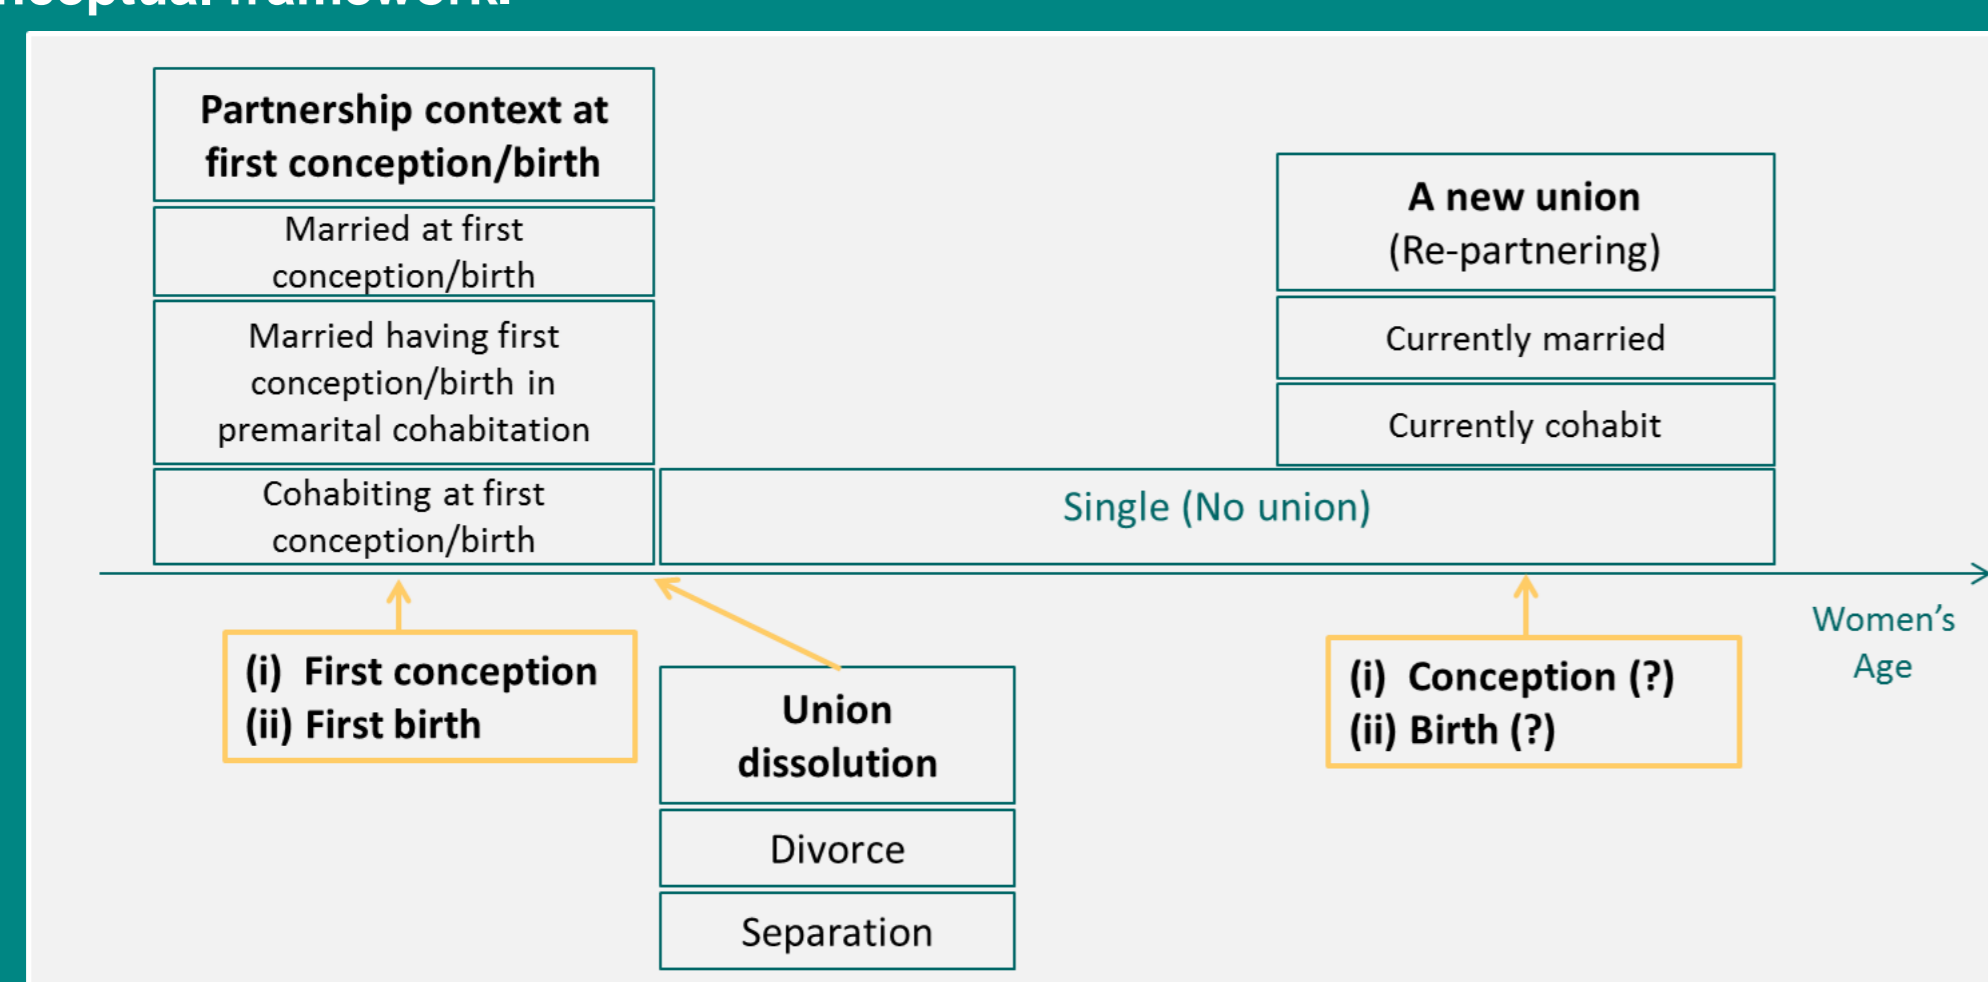 Partnership context at
first conception/birth
Married at first
conception/birth
Married having first
conception/birth in
premarital cohabitation
Cohabiting at first
conception/birth
A new union
(Re-partnering)
Currently married
Currently cohabit
Single (No union)
Women's
Age
(i) First conception
(ii) First birth
Union
dissolution
Divorce
Separation
(i) Conception (?)
(ii) Birth (?)